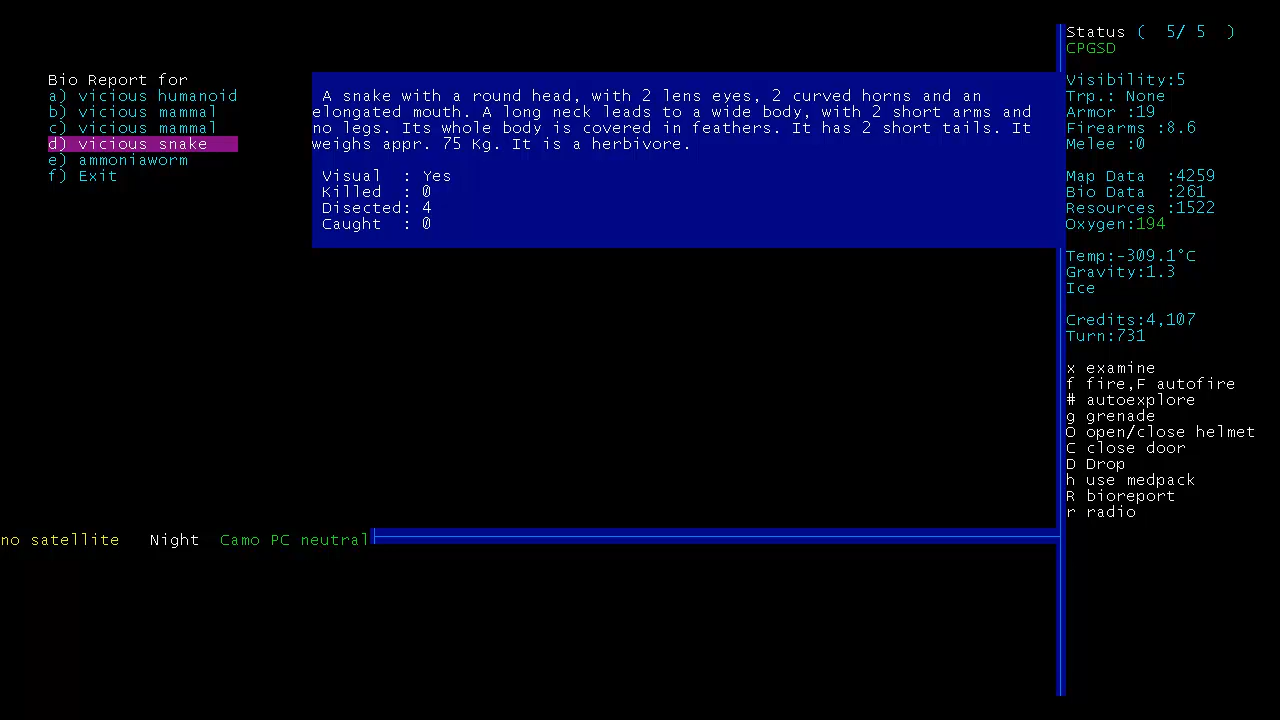 Bio Report for
a) vicious humanoid
b) vicious mammal
c) vicious mammal
d) vicious snake
e) ammoniaworm
f) Exit
A snake with a round head, with 2 lens eyes, 2 curved horns and an
elongated mouth. A long neck leads to a wide body, with 2 short arms and
no legs. Its whole body is covered in feathers. It has 2 short tails. It
weighs appr. 75 Kg. It is a herbivore.
Visual : Yes
Killed : 0
Disected: 4
Caught : 0
Status ( 5/ 5 )
CPGSD
Visibility:5
Trp.: None
Armor :19
Firearms :8.6
Melee :0
Map Data :4259
Bio Data :261
Resources :1522
Oxygen:194
Temp:-309.1°C
Gravity:1.3
Ice
Credits:4,107
Turn:731
x examine
f fire,F autofire
# autoexplore
g grenade
O open/close helmet
C close door
D Drop
h use medpack
R bioreport
r radio
no satellite Night Camo PC neutral